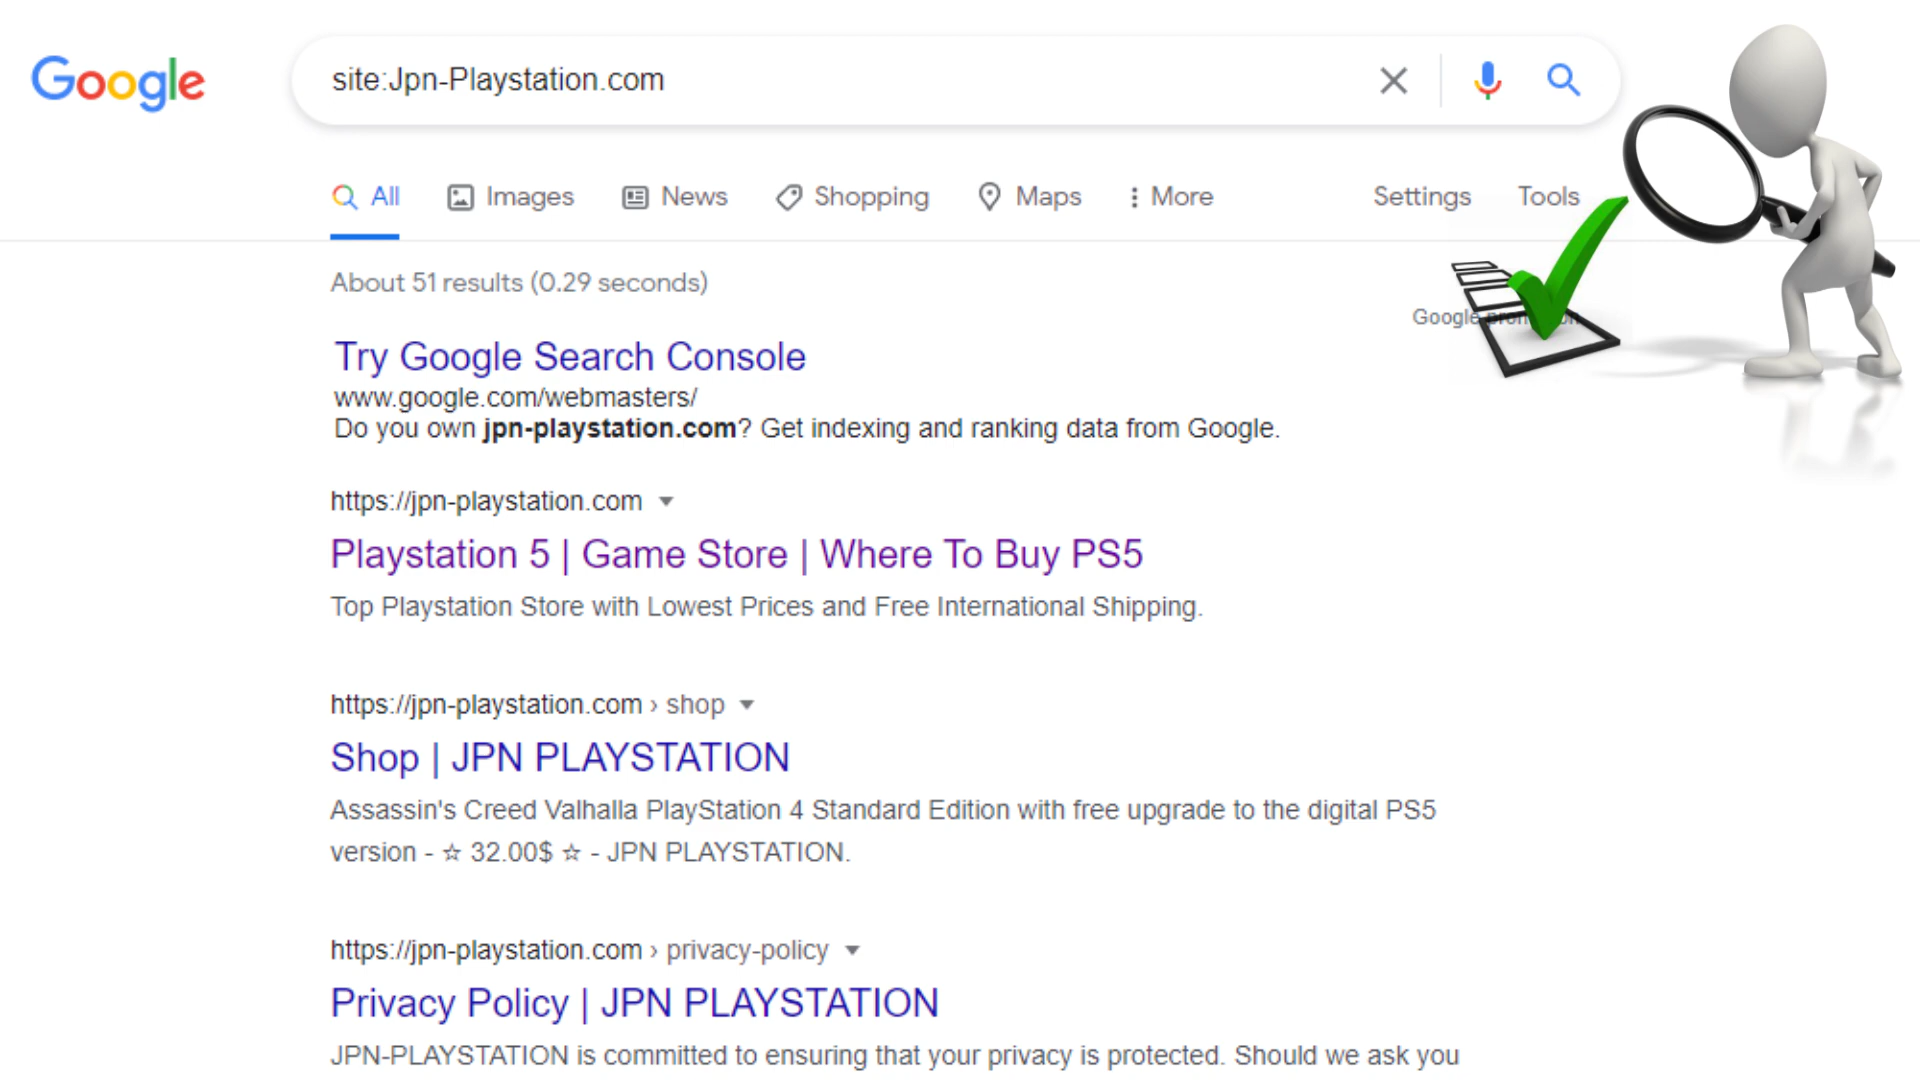 Google
site:Jpn-Playstation.com
All Images News Shopping Maps More Settings Tools
About 51 results (0.29 seconds)
Google
Try Google Search Console
www.google.com/webmasters/
Do you own jpn-playstation.com? Get indexing and ranking data from Google.
https://jpn-playstation.com
Playstation 5 | Game Store | Where To Buy PS5
Top Playstation Store with Lowest Prices and Free International Shipping.
https://jpn-playstation.com › shop
Shop | JPN PLAYSTATION
Assassin's Creed Valhalla PlayStation 4 Standard Edition with free upgrade to the digital PS5
version - ☆ 32.00$ ☆ - JPN PLAYSTATION.
https://jpn-playstation.com › privacy-policy
Privacy Policy | JPN PLAYSTATION
JPN-PLAYSTATION is committed to ensuring that your privacy is protected. Should we ask you